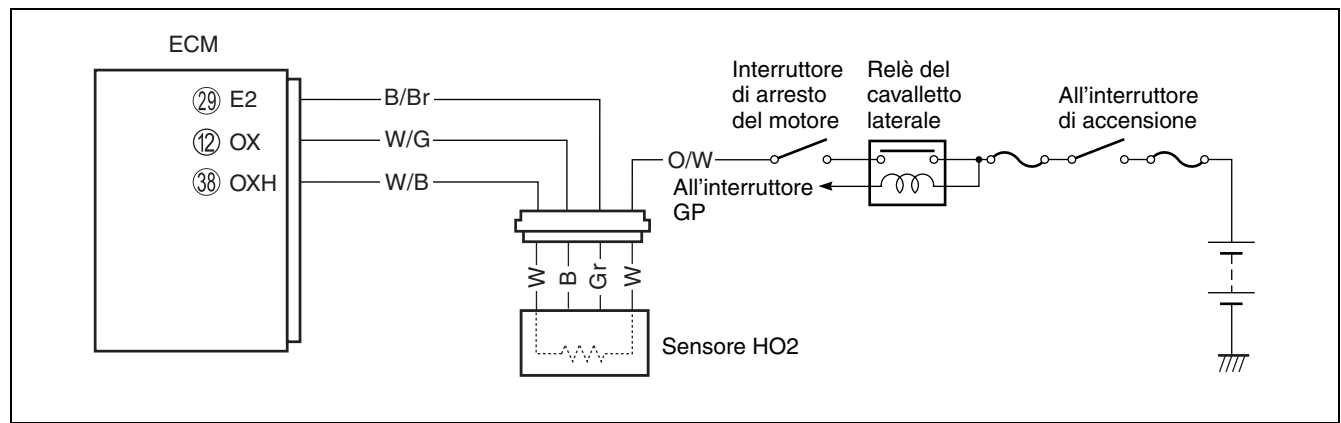 ECM
29 E2
B/Br
12 OX
W/G
38 OXH
W/B
Interruttore
di arresto
del motore
Relè del
cavalletto
laterale
All'interruttore
di accensione
O/W
All'interruttore
GP
W
B
Gr
W
Sensore HO2